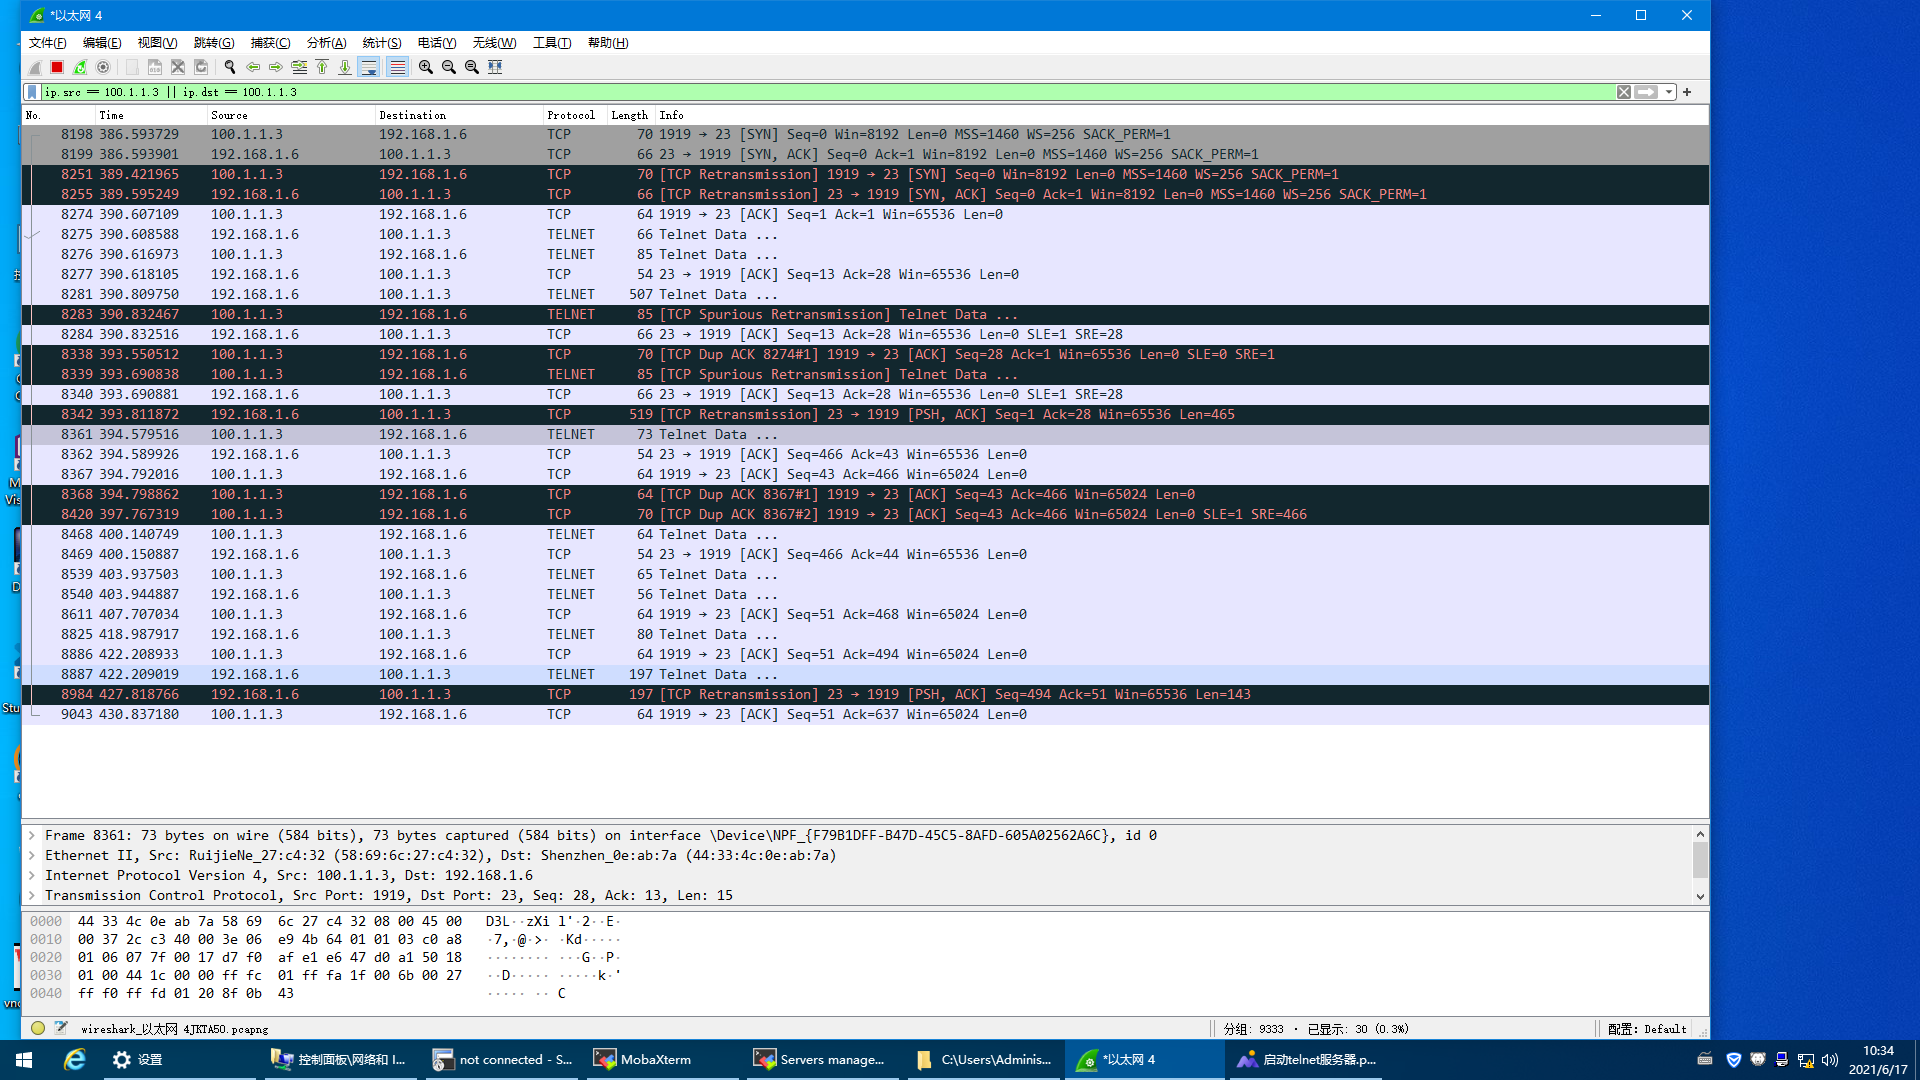 *以太网 4
文件(F) 编辑(E) 视图(V) 跳转(G) 捕获(C) 分析(A) 统计(S) 电话(Y) 无线(W) 工具(T) 帮助(H)
ip.src == 100.1.1.3 || ip.dst == 100.1.1.3
No. Time Source Destination Protocol Length Info
8198 386.593729 100.1.1.3 192.168.1.6 TCP 70 1919 → 23 [SYN] Seq=0 Win=8192 Len=0 MSS=1460 WS=256 SACK_PERM=1
8199 386.593901 192.168.1.6 100.1.1.3 TCP 66 23 → 1919 [SYN, ACK] Seq=0 Ack=1 Win=8192 Len=0 MSS=1460 WS=256 SACK_PERM=1
8251 389.421965 100.1.1.3 192.168.1.6 TCP 70 [TCP Retransmission] 1919 → 23 [SYN] Seq=0 Win=8192 Len=0 MSS=1460 WS=256 SACK_PERM=1
8255 389.595249 192.168.1.6 100.1.1.3 TCP 66 [TCP Retransmission] 23 → 1919 [SYN, ACK] Seq=0 Ack=1 Win=8192 Len=0 MSS=1460 WS=256 SACK_PERM=1
8274 390.607109 100.1.1.3 192.168.1.6 TCP 64 1919 → 23 [ACK] Seq=1 Ack=1 Win=65536 Len=0
8275 390.608588 192.168.1.6 100.1.1.3 TELNET 66 Telnet Data ...
8276 390.616973 100.1.1.3 192.168.1.6 TELNET 85 Telnet Data ...
8277 390.618105 192.168.1.6 100.1.1.3 TCP 54 23 → 1919 [ACK] Seq=13 Ack=28 Win=65536 Len=0
8281 390.809750 192.168.1.6 100.1.1.3 TELNET 507 Telnet Data ...
8283 390.832467 100.1.1.3 192.168.1.6 TELNET 85 [TCP Spurious Retransmission] Telnet Data ...
8284 390.832516 192.168.1.6 100.1.1.3 TCP 66 23 → 1919 [ACK] Seq=13 Ack=28 Win=65536 Len=0 SLE=1 SRE=28
8338 393.550512 100.1.1.3 192.168.1.6 TCP 70 [TCP Dup ACK 8274#1] 1919 → 23 [ACK] Seq=28 Ack=1 Win=65536 Len=0 SLE=0 SRE=1
8339 393.690838 100.1.1.3 192.168.1.6 TELNET 85 [TCP Spurious Retransmission] Telnet Data ...
8340 393.690881 192.168.1.6 100.1.1.3 TCP 66 23 → 1919 [ACK] Seq=13 Ack=28 Win=65536 Len=0 SLE=1 SRE=28
8342 393.811872 192.168.1.6 100.1.1.3 TCP 519 [TCP Retransmission] 23 → 1919 [PSH, ACK] Seq=1 Ack=28 Win=65536 Len=465
8361 394.579516 100.1.1.3 192.168.1.6 TELNET 73 Telnet Data ...
8362 394.589926 192.168.1.6 100.1.1.3 TCP 54 23 → 1919 [ACK] Seq=466 Ack=43 Win=65536 Len=0
8367 394.792016 100.1.1.3 192.168.1.6 TCP 64 1919 → 23 [ACK] Seq=43 Ack=466 Win=65024 Len=0
8368 394.798862 100.1.1.3 192.168.1.6 TCP 64 [TCP Dup ACK 8367#1] 1919 → 23 [ACK] Seq=43 Ack=466 Win=65024 Len=0
8420 397.767319 100.1.1.3 192.168.1.6 TCP 70 [TCP Dup ACK 8367#2] 1919 → 23 [ACK] Seq=43 Ack=466 Win=65024 Len=0 SLE=1 SRE=466
8468 400.140749 100.1.1.3 192.168.1.6 TELNET 64 Telnet Data ...
8469 400.150887 192.168.1.6 100.1.1.3 TCP 54 23 → 1919 [ACK] Seq=466 Ack=44 Win=65536 Len=0
8539 403.937503 100.1.1.3 192.168.1.6 TELNET 65 Telnet Data ...
8540 403.944887 192.168.1.6 100.1.1.3 TELNET 56 Telnet Data ...
8611 407.707034 100.1.1.3 192.168.1.6 TCP 64 1919 → 23 [ACK] Seq=51 Ack=468 Win=65024 Len=0
8825 418.987917 192.168.1.6 100.1.1.3 TELNET 80 Telnet Data ...
8886 422.208933 100.1.1.3 192.168.1.6 TCP 64 1919 → 23 [ACK] Seq=51 Ack=494 Win=65024 Len=0
8887 422.209019 192.168.1.6 100.1.1.3 TELNET 197 Telnet Data ...
8984 427.818766 192.168.1.6 100.1.1.3 TCP 197 [TCP Retransmission] 23 → 1919 [PSH, ACK] Seq=494 Ack=51 Win=65536 Len=143
9043 430.837180 100.1.1.3 192.168.1.6 TCP 64 1919 → 23 [ACK] Seq=51 Ack=637 Win=65024 Len=0
Frame 8361: 73 bytes on wire (584 bits), 73 bytes captured (584 bits) on interface \Device\NPF_{F79B1DFF-B47D-45C5-8AFD-605A02562A6C}, id 0
Ethernet II, Src: RuijieNe_27:c4:32 (58:69:6c:27:c4:32), Dst: Shenzhen_0e:ab:7a (44:33:4c:0e:ab:7a)
Internet Protocol Version 4, Src: 100.1.1.3, Dst: 192.168.1.6
Transmission Control Protocol, Src Port: 1919, Dst Port: 23, Seq: 28, Ack: 13, Len: 15
0000 44 33 4c 0e ab 7a 58 69 6c 27 c4 32 08 00 45 00 D3L··zXi l'·2··E·
0010 00 37 2c c3 40 00 3e 06 e9 4b 64 01 01 03 c0 a8 ·7,·@·>· ·Kd·····
0020 01 06 07 7f 00 17 d7 f0 af e1 e6 47 d0 a1 50 18 ········ ···G··P·
0030 01 00 44 1c 00 00 ff fc 01 ff fa 1f 00 6b 00 27 ··D····· ·····k·'
0040 ff f0 ff fd 01 20 8f 0b 43 ····· ·· C
wireshark_以太网 4JKTA50.pcapng 分组: 9333 · 已显示: 30 (0.3%) 配置: Default
设置 控制面板\网络和 I... not connected - S... MobaXterm Servers manage... C:\Users\Adminis... *以太网 4 启动telnet服务器.p...
10:34
2021/6/17